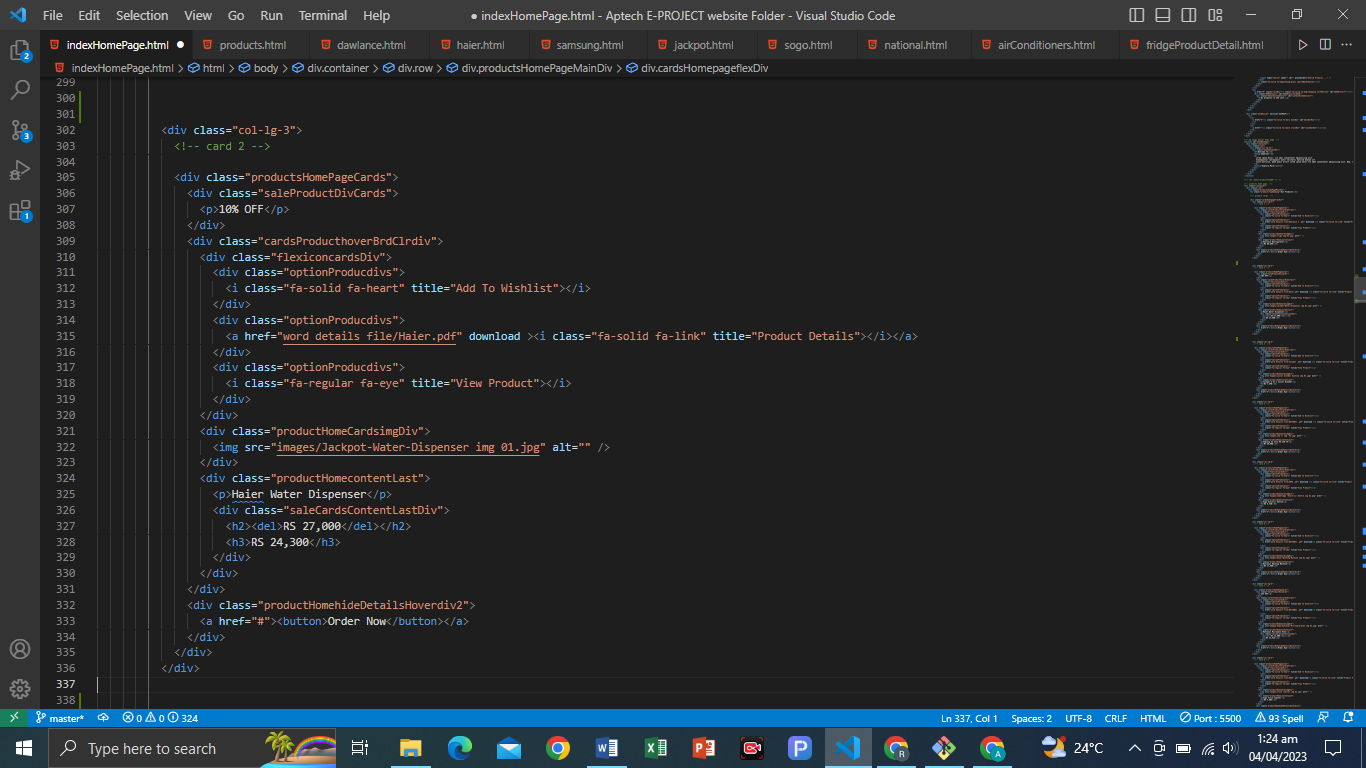 File Edit Selection View Go Run Terminal Help
● indexHomePage.html - Aptech E-PROJECT website Folder - Visual Studio Code
indexHomePage.html ● products.html dawlance.html haier.html samsung.html jackpot.html sogo.html national.html airConditioners.html fridgeProductDetail.html
indexHomePage.html > html > body > div.container > div.row > div.productsHomePageMainDiv > div.cardsHomepageflexDiv
299
300
301
302 <div class="col-lg-3">
303 <!-- card 2 -->
304
305 <div class="productsHomePageCards">
306 <div class="saleProductDivCards">
307 <p>10% OFF</p>
308 </div>
309 <div class="cardsProducthoverBrdClrdiv">
310 <div class="flexiconcardsDiv">
311 <div class="optionProducdivs">
312 <i class="fa-solid fa-heart" title="Add To Wishlist"></i>
313 </div>
314 <div class="optionProducdivs">
315 <a href="word details file/Haier.pdf" download ><i class="fa-solid fa-link" title="Product Details"></i></a>
316 </div>
317 <div class="optionProducdivs">
318 <i class="fa-regular fa-eye" title="View Product"></i>
319 </div>
320 </div>
321 <div class="productHomeCardsimgDiv">
322 <img src="images/Jackpot-Water-Dispenser img 01.jpg" alt="" />
323 </div>
324 <div class="productHomecontentLast">
325 <p>Haier Water Dispenser</p>
326 <div class="saleCardsContentLastDiv">
327 <h2><del>RS 27,000</del></h2>
328 <h3>RS 24,300</h3>
329 </div>
330 </div>
331 </div>
332 <div class="productHomehideDetailsHoverdiv2">
333 <a href="#"><button>Order Now</button></a>
334 </div>
335 </div>
336 </div>
337
338
2
3
1
master* 0 0 324 Ln 337, Col 1 Spaces: 2 UTF-8 CRLF HTML Port : 5500 93 Spell
Type here to search
24°C
1:24 am
04/04/2023